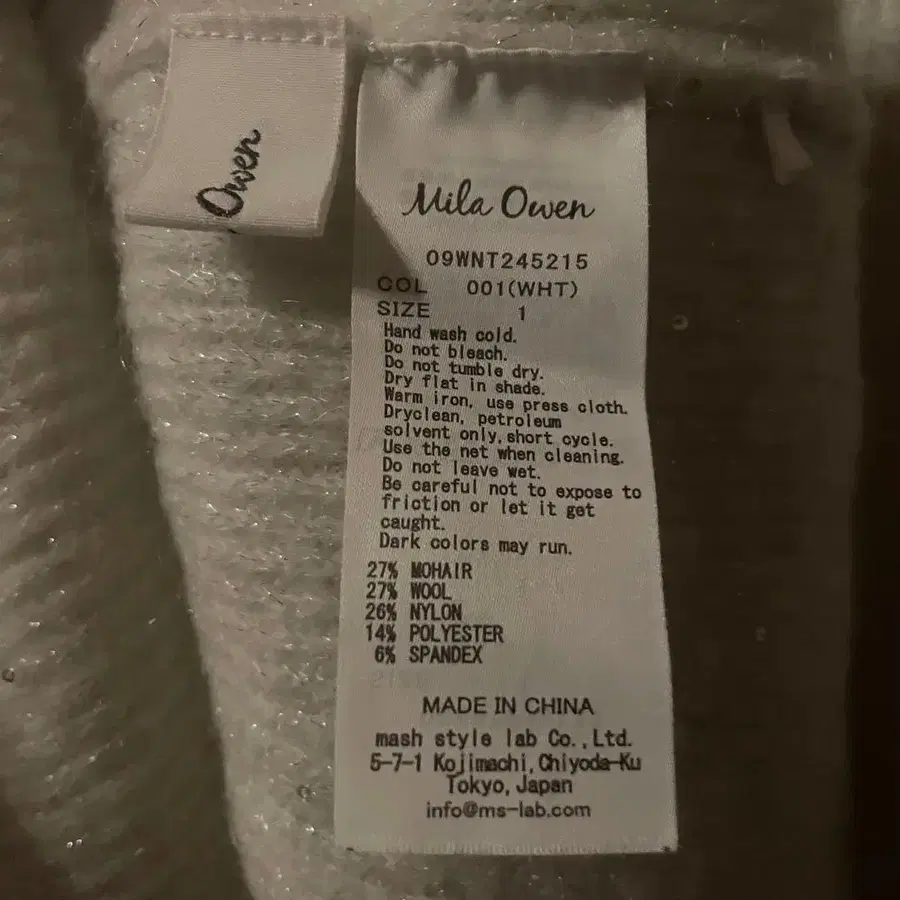 Owen
Mila Owen
09WNT245215
COL 001(WHT)
SIZE 1
Hand wash cold.
Do not bleach.
Do not tumble dry.
Dry flat in shade.
Warm iron, use press cloth.
Dryclean, petroleum
solvent only,short cycle.
Use the net when cleaning.
Do not leave wet.
Be careful not to expose to
friction or let it get
caught.
Dark colors may run.
27% MOHAIR
27% WOOL
26% NYLON
14% POLYESTER
6% SPANDEX
MADE IN CHINA
mash style lab Co.,Ltd.
5-7-1 Kojimachi,Chiyoda-Ku
Tokyo,Japan
info@ms-lab.com